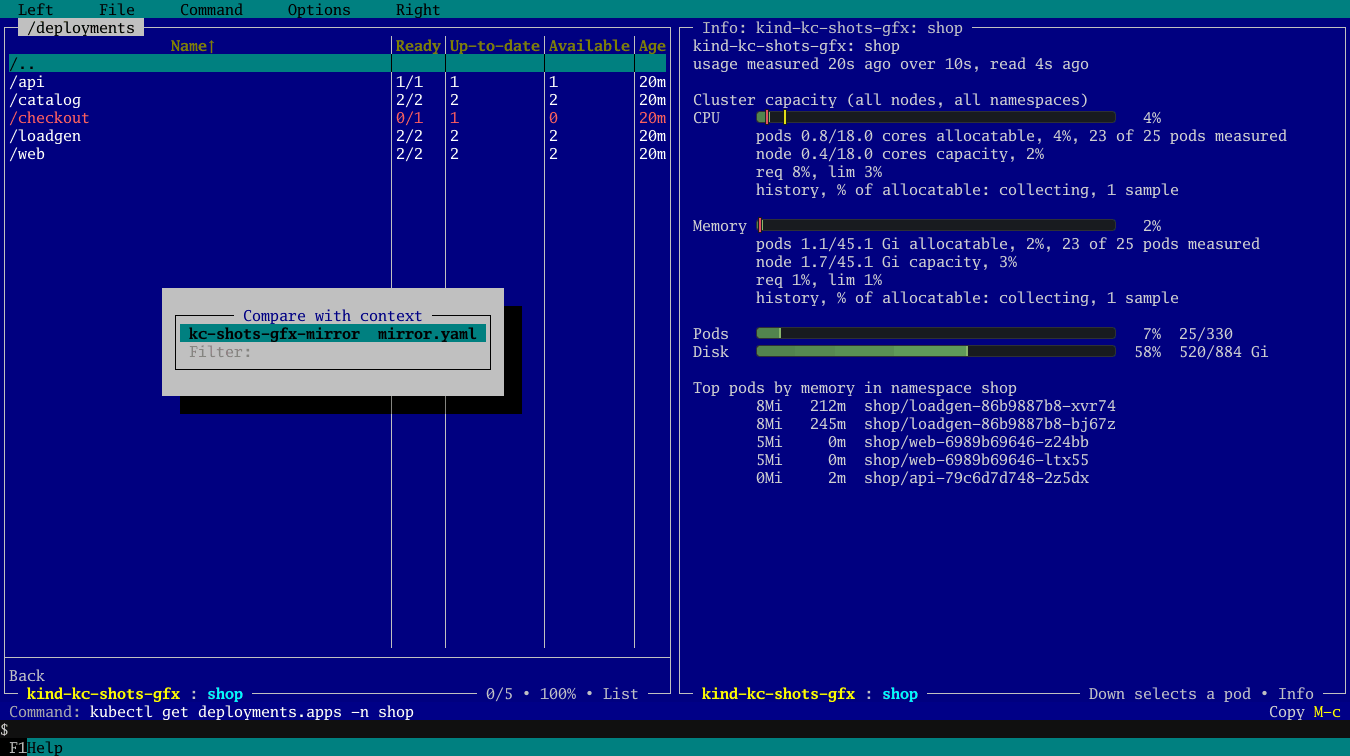 Left File Command Options Right
/deployments
Name↑ Ready Up-to-date Available Age
/..
/api 1/1 1 1 20m
/catalog 2/2 2 2 20m
/checkout 0/1 1 0 20m
/loadgen 2/2 2 2 20m
/web 2/2 2 2 20m
Compare with context
kc-shots-gfx-mirror mirror.yaml
Filter:
Back
kind-kc-shots-gfx : shop 0/5 • 100% • List
Info: kind-kc-shots-gfx: shop
kind-kc-shots-gfx: shop
usage measured 20s ago over 10s, read 4s ago
Cluster capacity (all nodes, all namespaces)
CPU 4%
pods 0.8/18.0 cores allocatable, 4%, 23 of 25 pods measured
node 0.4/18.0 cores capacity, 2%
req 8%, lim 3%
history, % of allocatable: collecting, 1 sample
Memory 2%
pods 1.1/45.1 Gi allocatable, 2%, 23 of 25 pods measured
node 1.7/45.1 Gi capacity, 3%
req 1%, lim 1%
history, % of allocatable: collecting, 1 sample
Pods 7% 25/330
Disk 58% 520/884 Gi
Top pods by memory in namespace shop
8Mi 212m shop/loadgen-86b9887b8-xvr74
8Mi 245m shop/loadgen-86b9887b8-bj67z
5Mi 0m shop/web-6989b69646-z24bb
5Mi 0m shop/web-6989b69646-ltx55
0Mi 2m shop/api-79c6d7d748-2z5dx
kind-kc-shots-gfx : shop Down selects a pod • Info
Command: kubectl get deployments.apps -n shop Copy M-c
$
F1Help